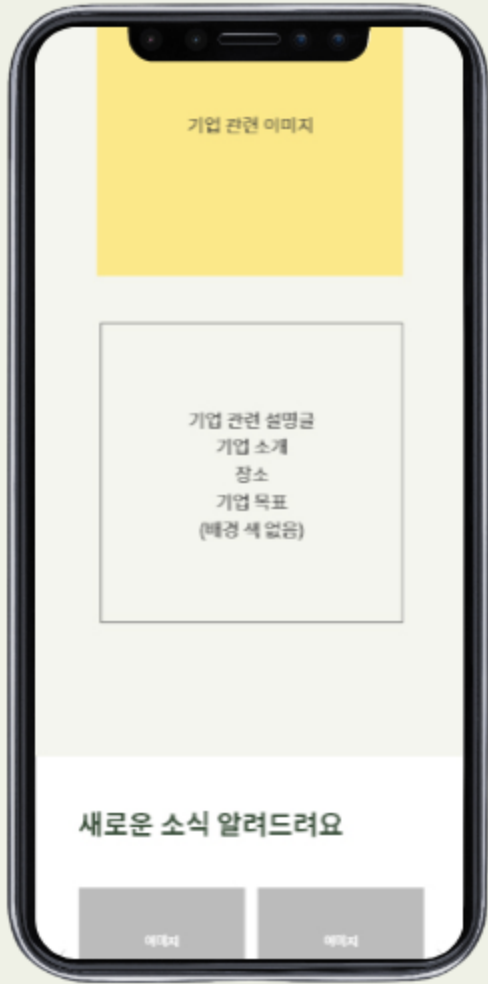 기업 관련 이미지
기업 관련 설명글
기업 소개
장소
기업 목표
(배경 색 없음)
새로운 소식 알려드려요
이미지
이미지